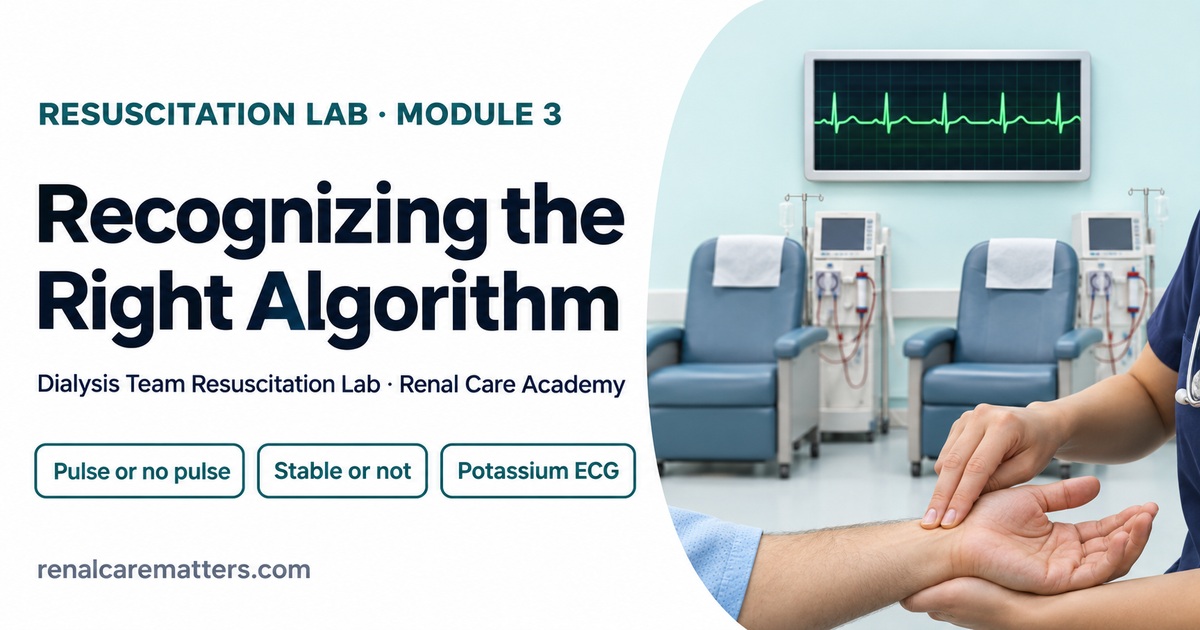 RESUSCITATION LAB · MODULE 3
Recognizing the
Right Algorithm
Dialysis Team Resuscitation Lab · Renal Care Academy
Pulse or no pulse
Stable or not
Potassium ECG
renalcarematters.com